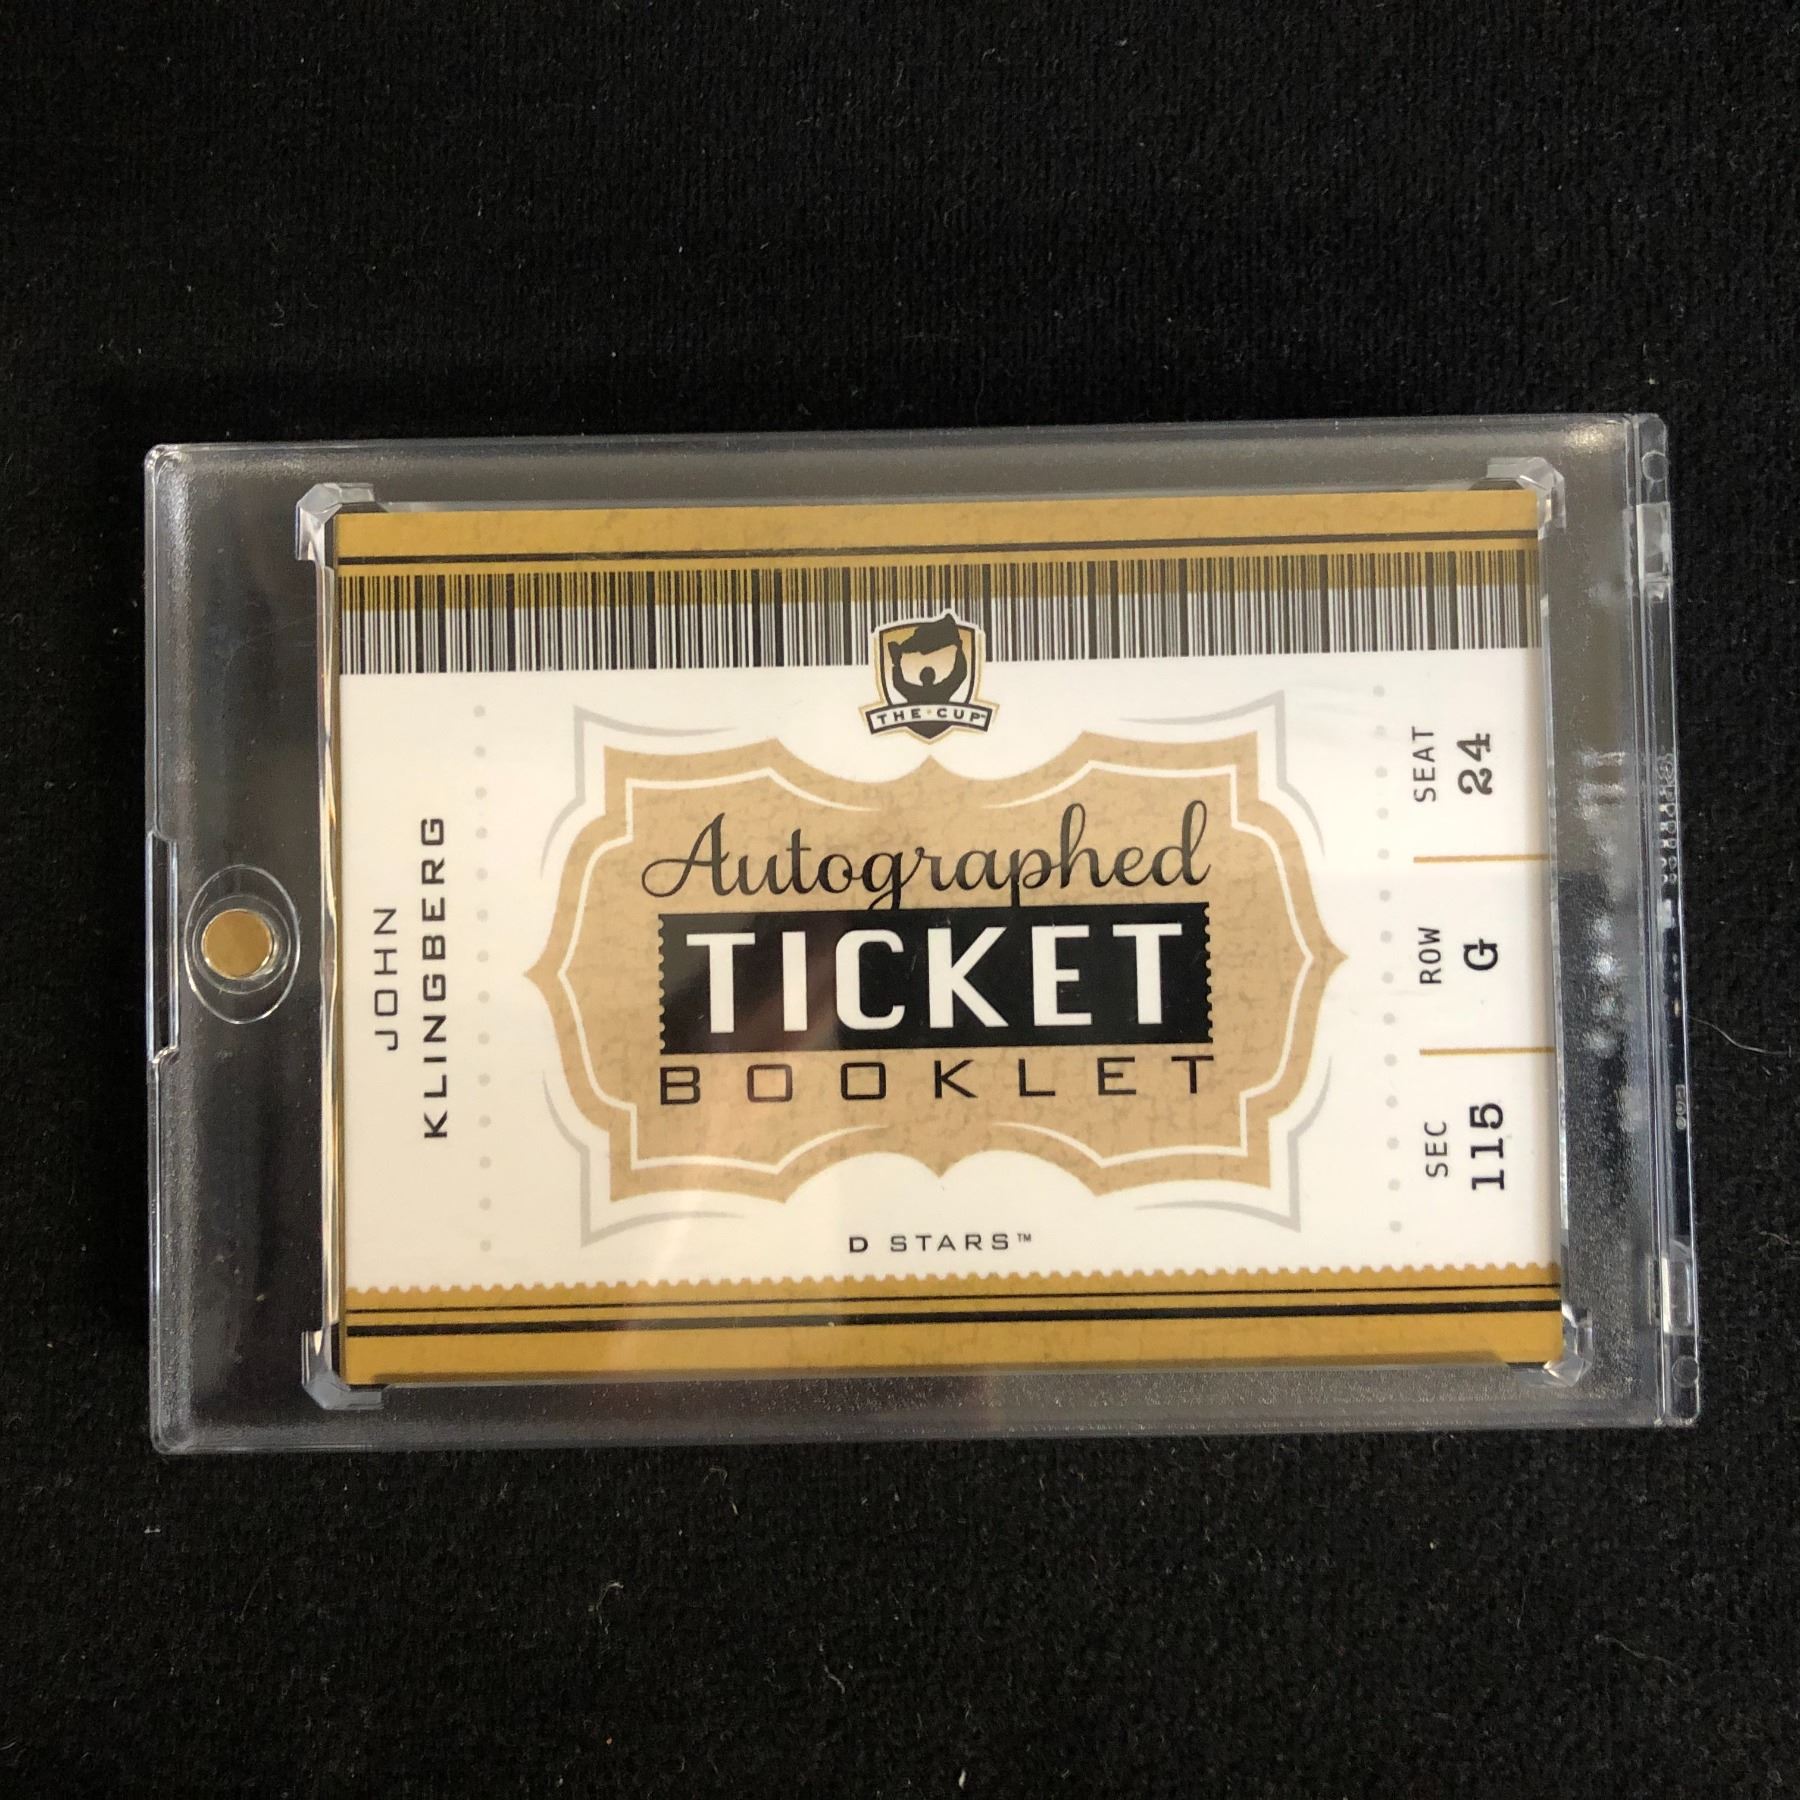 THE · CUP
JOHN
KLINGBERG
Autographed
TICKET
BOOKLET
D STARS™
SEAT
24
ROW
G
SEC
115